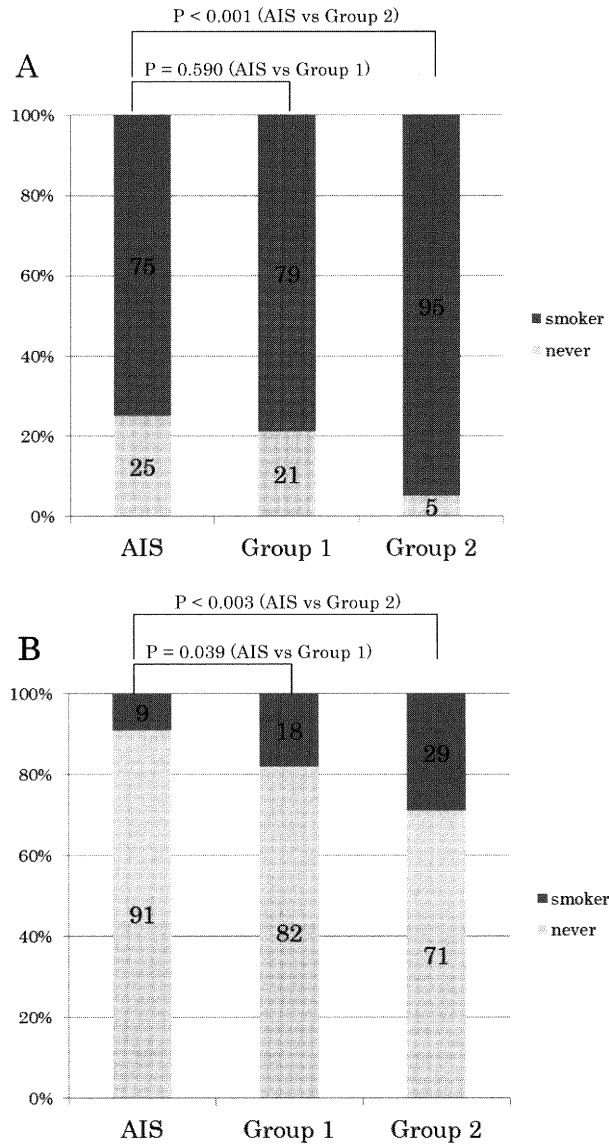 P < 0.001 (AIS vs Group 2)
A
P = 0.590 (AIS vs Group 1)
100%
80%
60%
40%
20%
0%
75
79
95
25
21
5
smoker
never
AIS Group 1 Group 2
P < 0.003 (AIS vs Group 2)
B
P = 0.039 (AIS vs Group 1)
100%
80%
60%
40%
20%
0%
9
18
29
91
82
71
smoker
never
AIS Group 1 Group 2